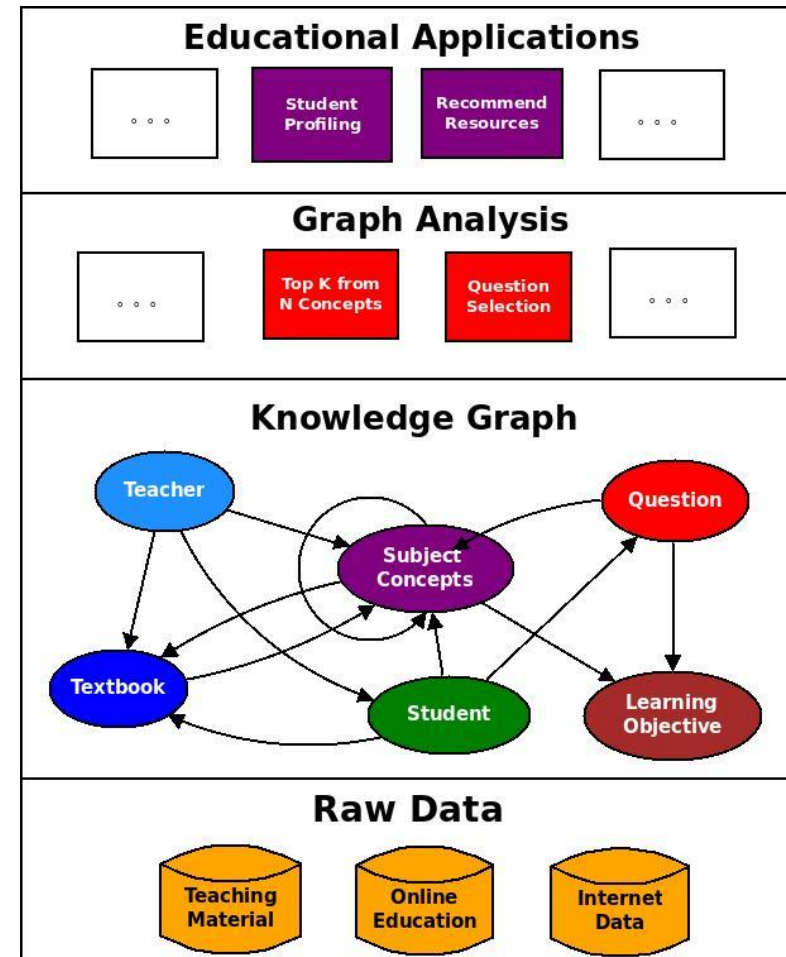 Educational Applications
∘ ∘ ∘
Student
Profiling
Recommend
Resources
∘ ∘ ∘
Graph Analysis
∘ ∘ ∘
Top K from
N Concepts
Question
Selection
∘ ∘ ∘
Knowledge Graph
Teacher
Question
Subject
Concepts
Textbook
Student
Learning
Objective
Raw Data
Teaching
Material
Online
Education
Internet
Data